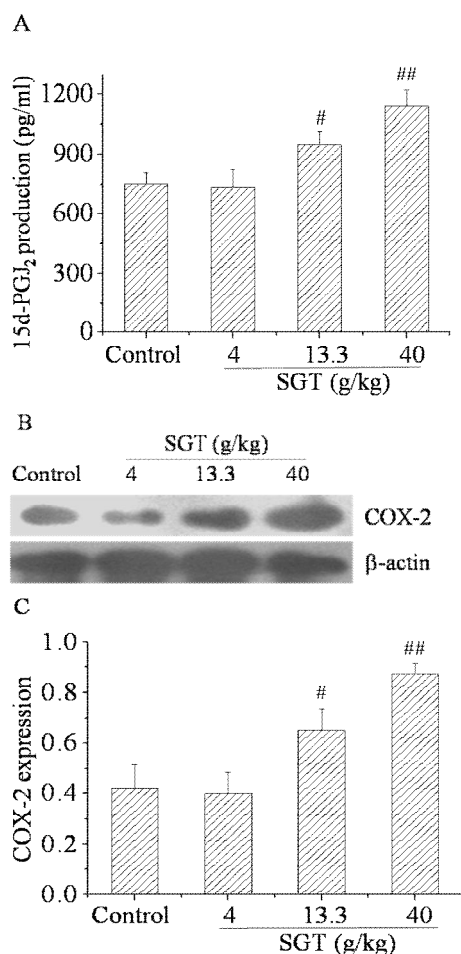 A
15d-PGJ2 production (pg/ml)
1200
900
600
300
0
#
##
Control 4 13.3 40
SGT (g/kg)
B
SGT (g/kg)
Control 4 13.3 40
COX-2
β-actin
C
COX-2 expression
1.0
0.8
0.6
0.4
0.2
0.0
#
##
Control 4 13.3 40
SGT (g/kg)